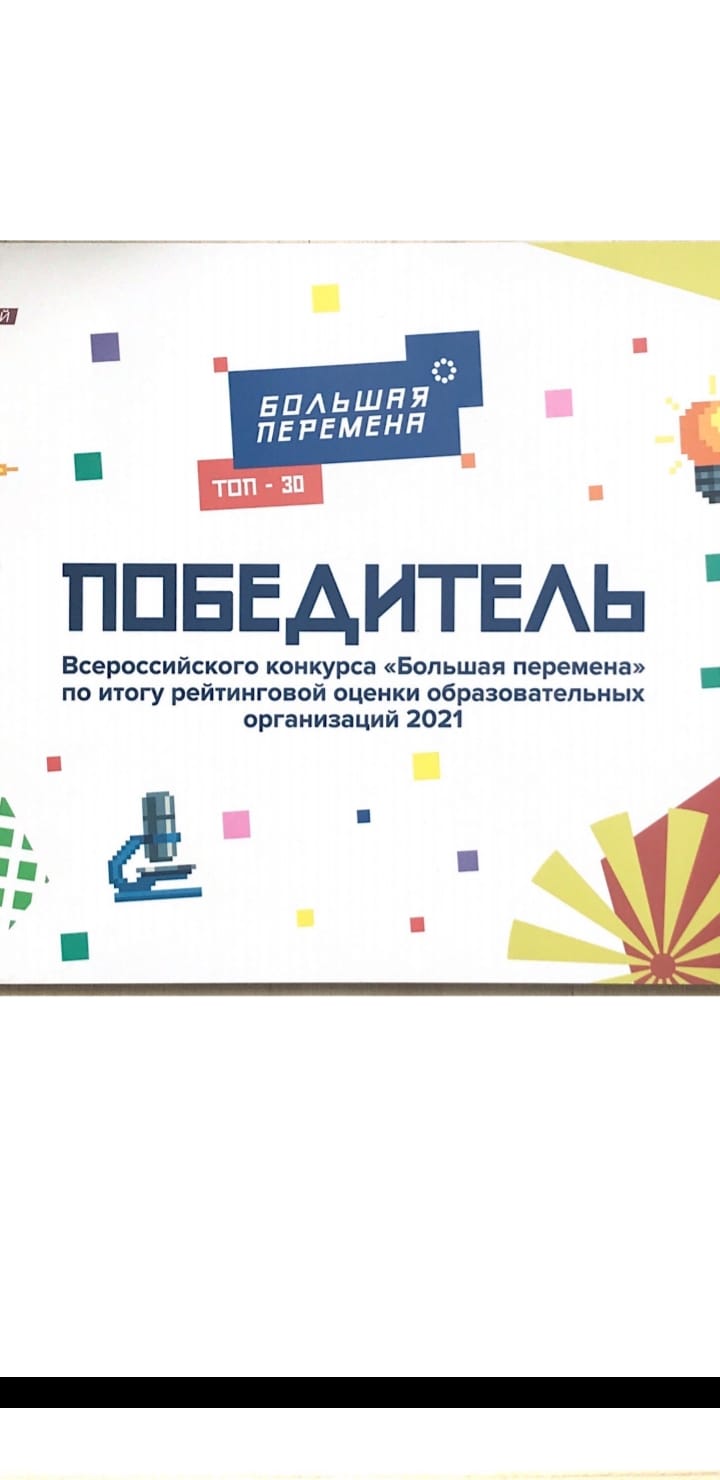 БОЛЬШАЯ
ПЕРЕМЕНА
ТОП - 30
ПОБЕДИТЕЛЬ
Всероссийского конкурса «Большая перемена»
по итогу рейтинговой оценки образовательных
организаций 2021